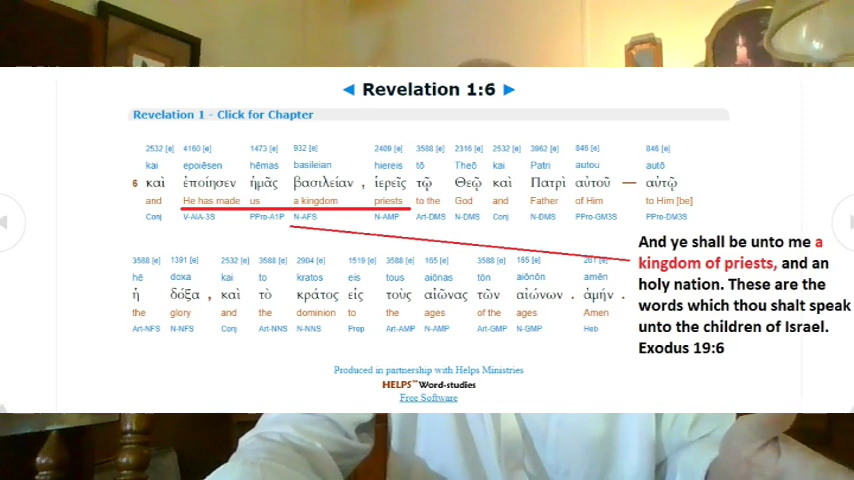 ◄ Revelation 1:6 ►
Revelation 1 - Click for Chapter
2532 [e] 4160 [e] 1473 [e] 932 [e] 2409 [e] 3588 [e] 2316 [e] 2532 [e] 3962 [e] 846 [e] 846 [e]
kai epoiēsen hēmas basileian hiereis tō Theō kai Patri autou autō
6 καὶ ἐποίησεν ἡμᾶς βασιλείαν , ἱερεῖς τῷ Θεῷ καὶ Πατρὶ αὐτοῦ — αὐτῷ
and He has made us a kingdom priests to the God and Father of Him to Him [be]
Conj V-AIA-3S PPro-A1P N-AFS N-AMP Art-DMS N-DMS Conj N-DMS PPro-GM3S PPro-DM3S
3588 [e] 1391 [e] 2532 [e] 3588 [e] 2904 [e] 1519 [e] 3588 [e] 165 [e] 3588 [e] 165 [e] 281 [e]
hē doxa kai to kratos eis tous aiōnas tōn aiōnōn amēn
ἡ δόξα , καὶ τὸ κράτος εἰς τοὺς αἰῶνας τῶν αἰώνων . ἀμήν .
the glory and the dominion to the ages of the ages Amen
Art-NFS N-NFS Conj Art-NNS N-NNS Prep Art-AMP N-AMP Art-GMP N-GMP Heb
And ye shall be unto me a
kingdom of priests, and an
holy nation. These are the
words which thou shalt speak
unto the children of Israel.
Exodus 19:6
Produced in partnership with Helps Ministries
HELPS™ Word-studies
Free Software